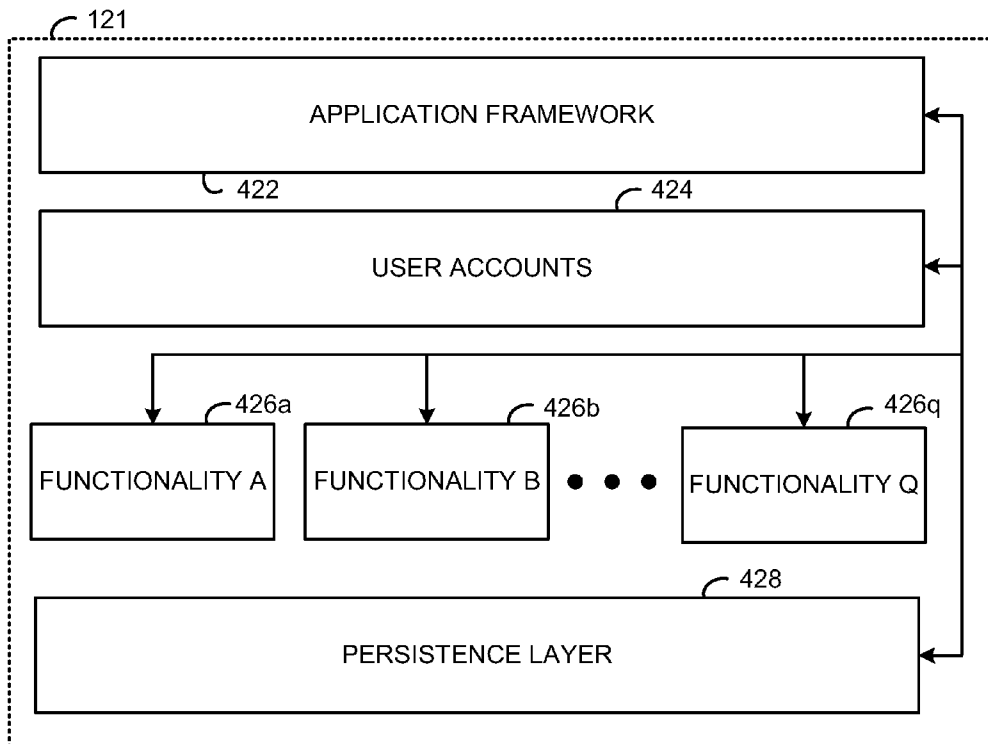 121
APPLICATION FRAMEWORK
422
424
USER ACCOUNTS
426a
426b
426q
FUNCTIONALITY A
FUNCTIONALITY B
FUNCTIONALITY Q
428
PERSISTENCE LAYER